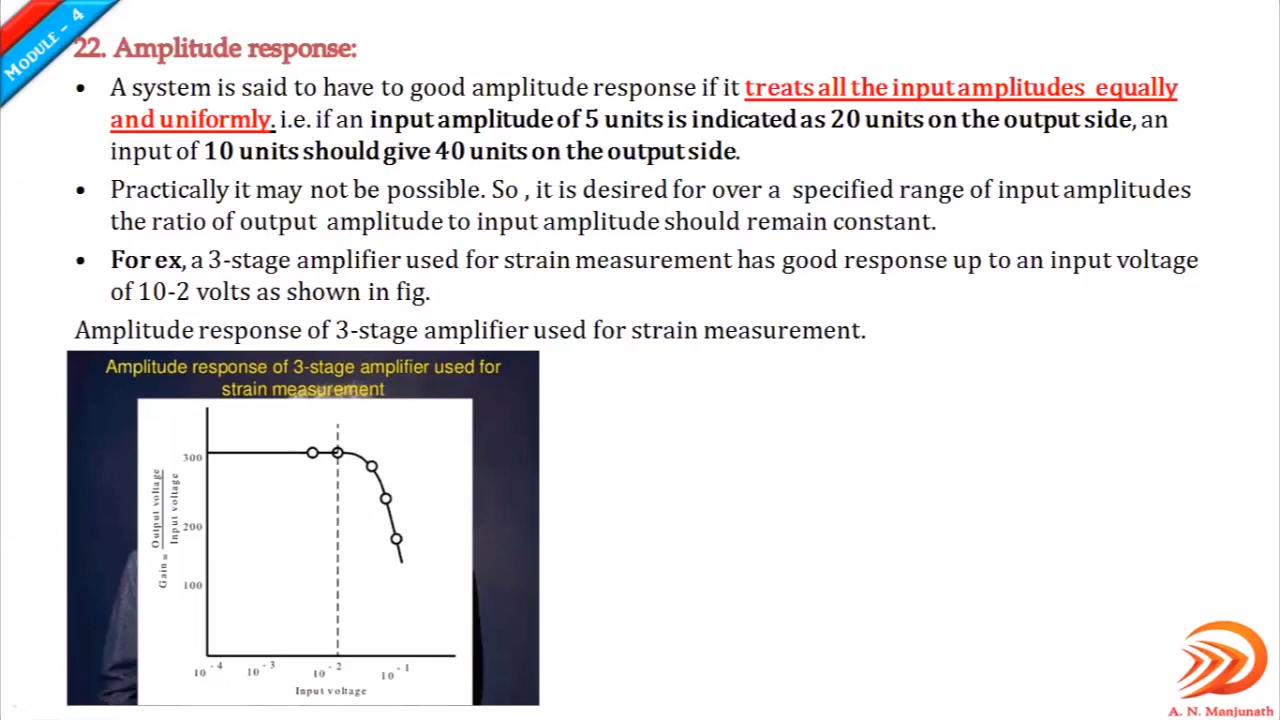 MODULE – 4
22. Amplitude response:
• A system is said to have to good amplitude response if it treats all the input amplitudes equally
and uniformly. i.e. if an input amplitude of 5 units is indicated as 20 units on the output side, an
input of 10 units should give 40 units on the output side.
• Practically it may not be possible. So , it is desired for over a specified range of input amplitudes
the ratio of output amplitude to input amplitude should remain constant.
• For ex, a 3-stage amplifier used for strain measurement has good response up to an input voltage
of 10-2 volts as shown in fig.
Amplitude response of 3-stage amplifier used for strain measurement.
Amplitude response of 3-stage amplifier used for
strain measurement
Gain = Output voltage / Input voltage
300
200
100
10⁻⁴ 10⁻³ 10⁻² 10⁻¹
Input voltage
A. N. Manjunath